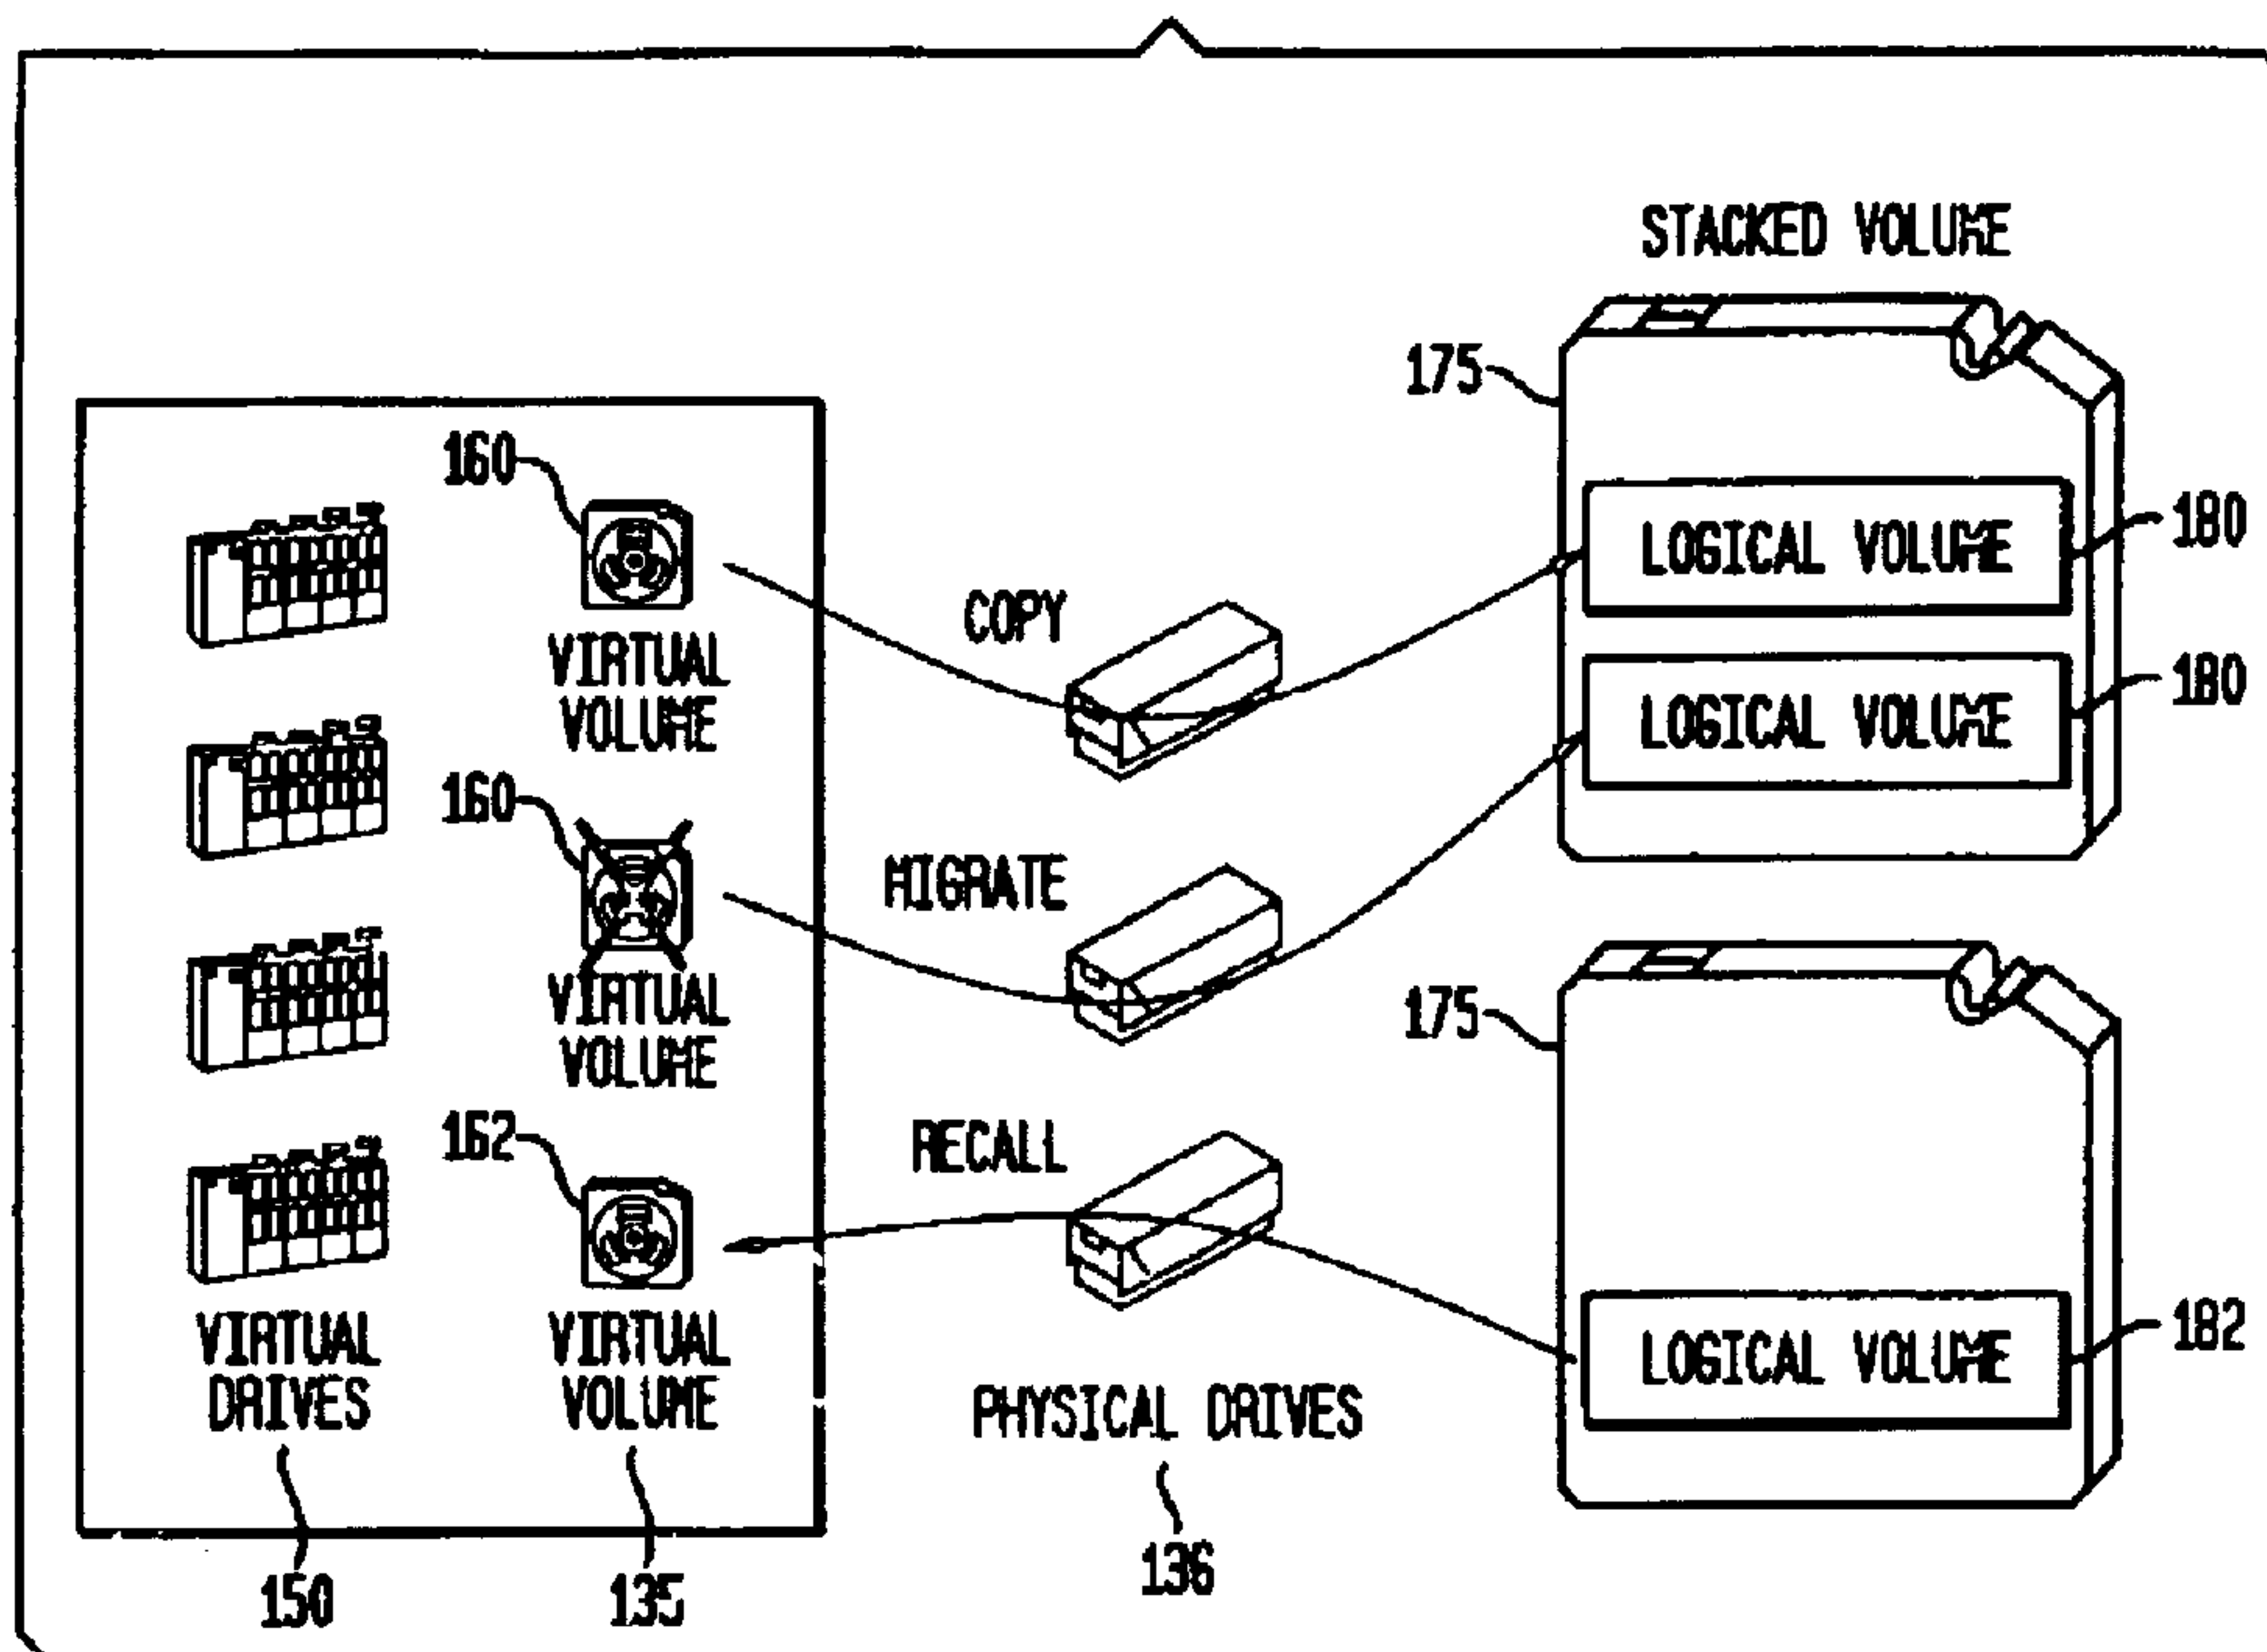 STACKED VOLUME
175
160
LOGICAL VOLUME
180
COPY
VIRTUAL
VOLUME
LOGICAL VOLUME
180
160
MIGRATE
VIRTUAL
VOLUME
175
162
RECALL
LOGICAL VOLUME
182
VIRTUAL
DRIVES
VIRTUAL
VOLUME
PHYSICAL DRIVES
150
135
136